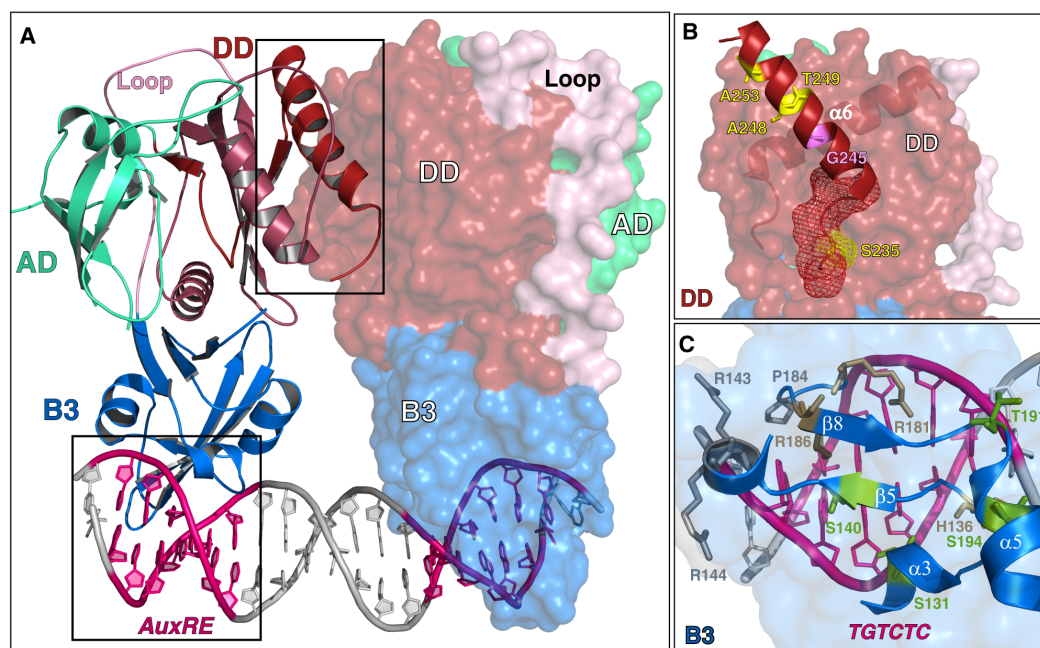 A
DD
Loop
AD
B3
AuxRE
DD
Loop
AD
B3
B
T249
A253
A248
α6
G245
DD
S235
DD
C
R143
P184
T191
β8
R181
R186
β5
S140
H136
S194
α5
α3
R144
S131
B3
TGTCTC